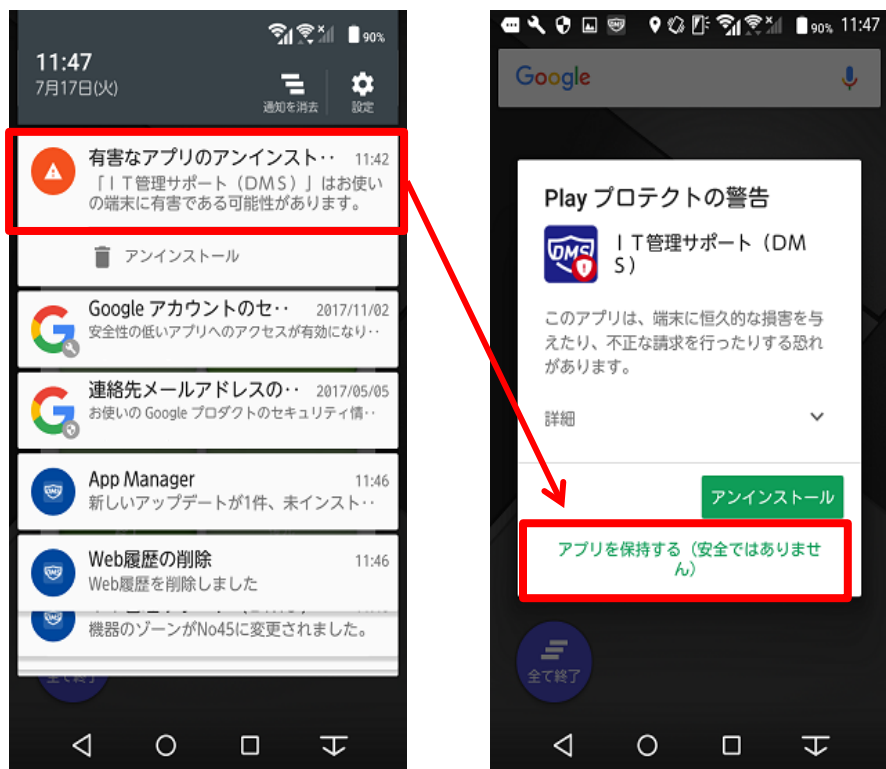 90%
11:47
7月17日(火)
通知を消去
設定
有害なアプリのアンインスト‥ 11:42
「ＩＴ管理サポート（DMS）」はお使い
の端末に有害である可能性があります。
アンインストール
Google アカウントのセ‥ 2017/11/02
安全性の低いアプリへのアクセスが有効になり‥
連絡先メールアドレスの‥ 2017/05/05
お使いの Google プロダクトのセキュリティ情‥
App Manager 11:46
新しいアップデートが1件、未インスト‥
Web履歴の削除 11:46
Web履歴を削除しました
機器のゾーンがNo45に変更されました。
全て終了
90% 11:47
Google
Play プロテクトの警告
DMS
ＩＴ管理サポート（DM
S）
このアプリは、端末に恒久的な損害を与
えたり、不正な請求を行ったりする恐れ
があります。
詳細
アンインストール
アプリを保持する（安全ではありませ
ん）
全て終了